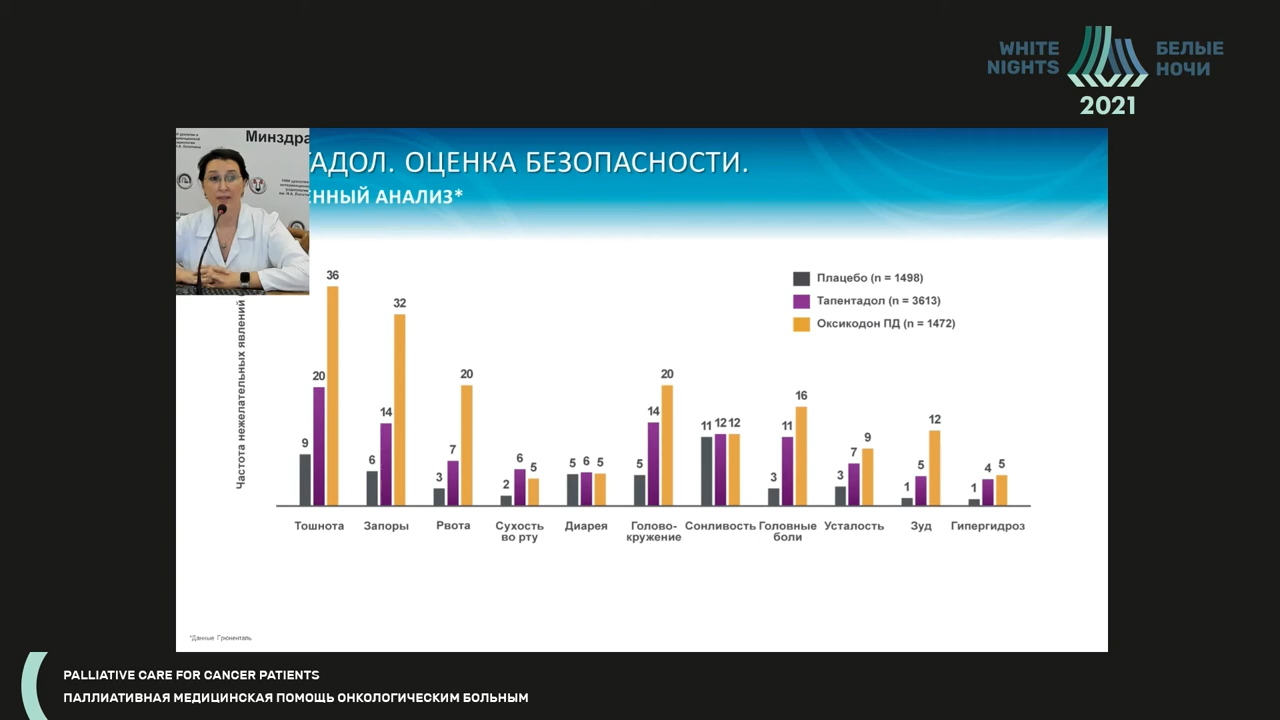 WHITE
NIGHTS
БЕЛЫЕ
НОЧИ
2021
Минздра
АДОЛ. ОЦЕНКА БЕЗОПАСНОСТИ.
ЕННЫЙ АНАЛИЗ*
Частота нежелательных явлений
Плацебо (n = 1498)
Тапентадол (n = 3613)
Оксикодон ПД (n = 1472)
9 20 36
6 14 32
3 7 20
2 6 5
5 6 5
5 14 20
11 12 12
3 11 16
3 7 9
1 5 12
1 4 5
Тошнота
Запоры
Рвота
Сухость
во рту
Диарея
Голово-
кружение
Сонливость
Головные
боли
Усталость
Зуд
Гипергидроз
*Данные Грюненталь
PALLIATIVE CARE FOR CANCER PATIENTS
ПАЛЛИАТИВНАЯ МЕДИЦИНСКАЯ ПОМОЩЬ ОНКОЛОГИЧЕСКИМ БОЛЬНЫМ